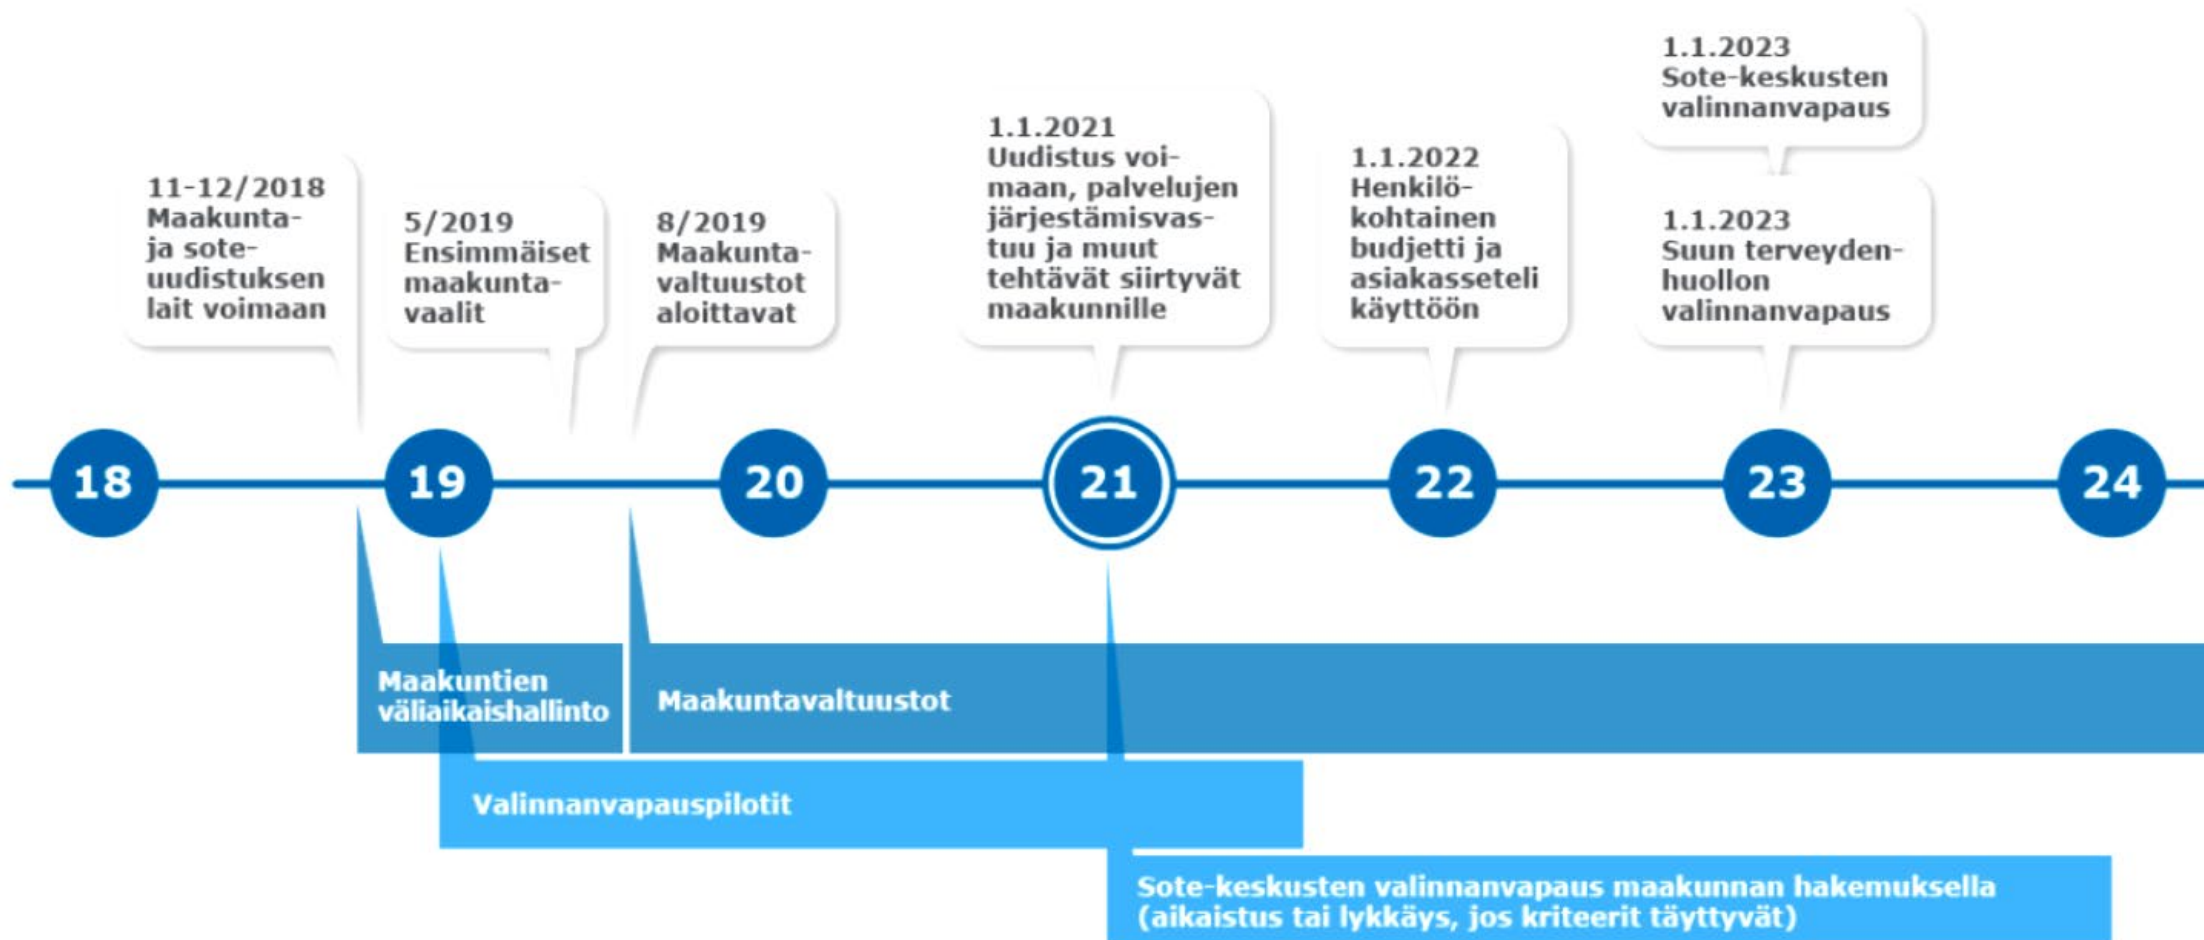 11-12/2018
Maakunta-
ja sote-
uudistuksen
lait voimaan
5/2019
Ensimmäiset
maakunta-
vaalit
8/2019
Maakunta-
valtuustot
aloittavat
1.1.2021
Uudistus voi-
maan, palvelujen
järjestämisvas-
tuu ja muut
tehtävät siirtyvät
maakunnille
1.1.2022
Henkilö-
kohtainen
budjetti ja
asiakasseteli
käyttöön
1.1.2023
Sote-keskusten
valinnanvapaus
1.1.2023
Suun terveyden-
huollon
valinnanvapaus
18
19
20
21
22
23
24
Maakuntien
väliaikaishallinto
Maakuntavaltuustot
Valinnanvapauspilotit
Sote-keskusten valinnanvapaus maakunnan hakemuksella
(aikaistus tai lykkäys, jos kriteerit täyttyvät)